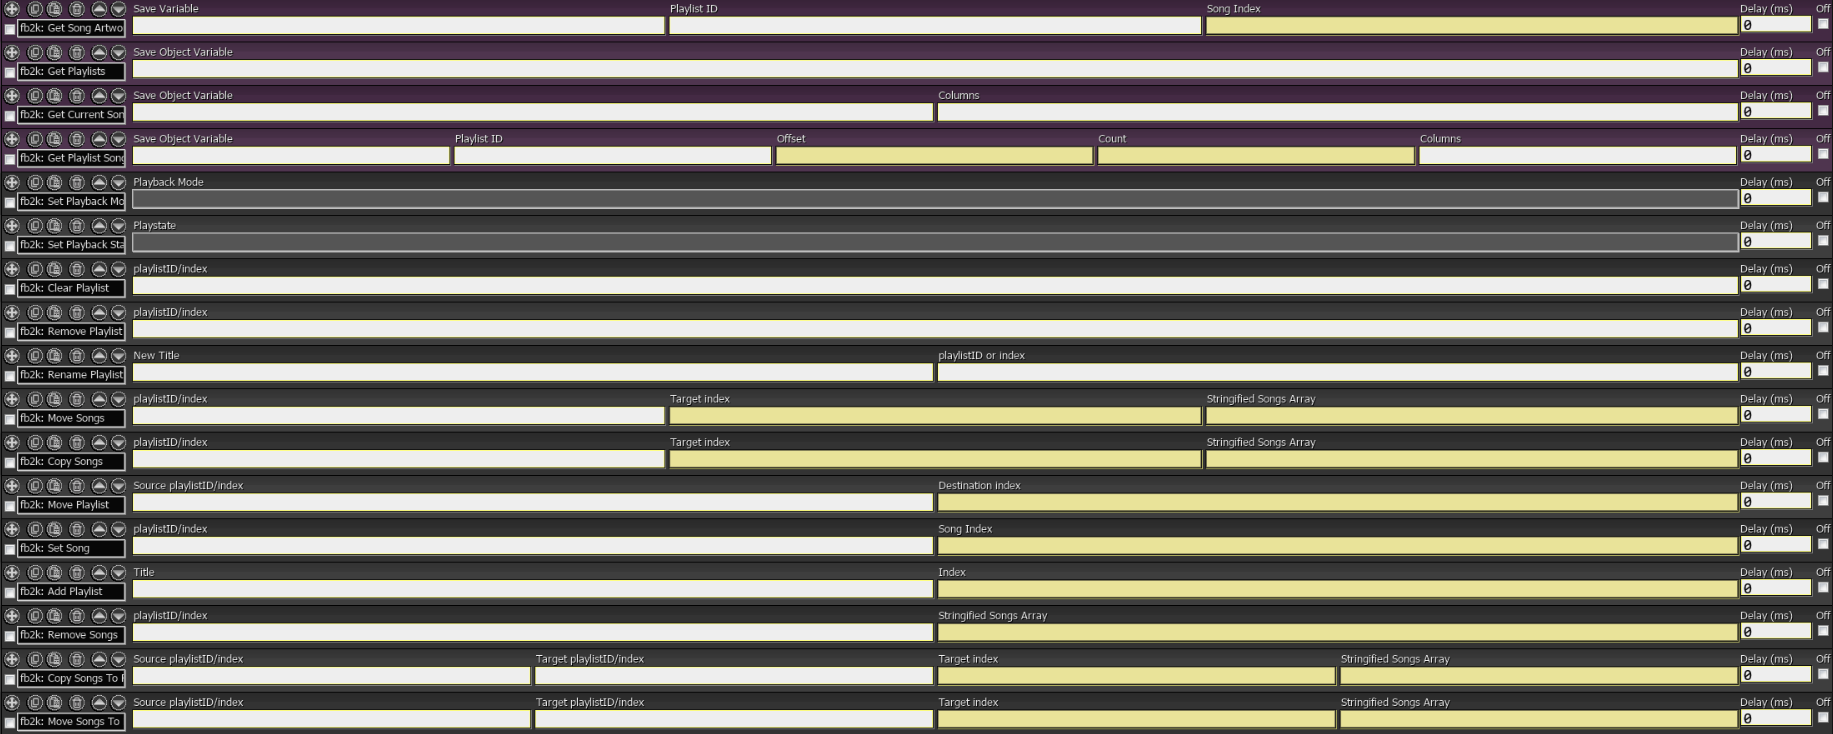 Save Variable Playlist ID Song Index Delay (ms) Off
fb2k: Get Song Artwo 0
Save Object Variable Delay (ms) Off
fb2k: Get Playlists 0
Save Object Variable Columns Delay (ms) Off
fb2k: Get Current Son 0
Save Object Variable Playlist ID Offset Count Columns Delay (ms) Off
fb2k: Get Playlist Song 0
Playback Mode Delay (ms) Off
fb2k: Set Playback Mo 0
Playstate Delay (ms) Off
fb2k: Set Playback Sta 0
playlistID/index Delay (ms) Off
fb2k: Clear Playlist 0
playlistID/index Delay (ms) Off
fb2k: Remove Playlist 0
New Title playlistID or index Delay (ms) Off
fb2k: Rename Playlist 0
playlistID/index Target index Stringified Songs Array Delay (ms) Off
fb2k: Move Songs 0
playlistID/index Target index Stringified Songs Array Delay (ms) Off
fb2k: Copy Songs 0
Source playlistID/index Destination index Delay (ms) Off
fb2k: Move Playlist 0
playlistID/index Song Index Delay (ms) Off
fb2k: Set Song 0
Title Index Delay (ms) Off
fb2k: Add Playlist 0
playlistID/index Stringified Songs Array Delay (ms) Off
fb2k: Remove Songs 0
Source playlistID/index Target playlistID/index Target index Stringified Songs Array Delay (ms) Off
fb2k: Copy Songs To 0
Source playlistID/index Target playlistID/index Target index Stringified Songs Array Delay (ms) Off
fb2k: Move Songs To 0